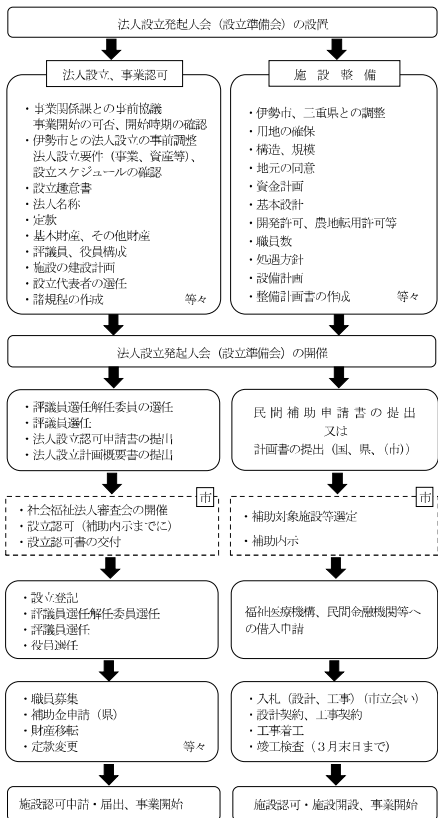 法人設立発起人会（設立準備会）の設置
法人設立、事業認可
・事業関係課との事前協議
事業開始の可否、開始時期の確認
・伊勢市との法人設立の事前調整
法人設立要件（事業、資産等）、
設立スケジュールの確認
・設立趣意書
・法人名称
・定款
・基本財産、その他財産
・評議員、役員構成
・施設の建設計画
・設立代表者の選任
・諸規程の作成 等々
施設整備
・伊勢市、三重県との調整
・用地の確保
・構造、規模
・地元の同意
・資金計画
・基本設計
・開発許可、農地転用許可等
・職員数
・処遇方針
・設備計画
・整備計画書の作成 等々
法人設立発起人会（設立準備会）の開催
・評議員選任解任委員の選任
・評議員選任
・法人設立認可申請書の提出
・法人設立計画概要書の提出
民間補助申請書の提出
又は
計画書の提出（国、県、（市））
市
・社会福祉法人審査会の開催
・設立認可（補助内示までに）
・設立認可書の交付
市
・補助対象施設等選定
・補助内示
・設立登記
・評議員選任解任委員選任
・評議員選任
・役員選任
福祉医療機構、民間金融機関等へ
の借入申請
・職員募集
・補助金申請（県）
・財産移転
・定款変更 等々
・入札（設計、工事）（市立会い）
・設計契約、工事契約
・工事着工
・竣工検査（３月末日まで）
施設認可申請・届出、事業開始
施設認可・施設開設、事業開始